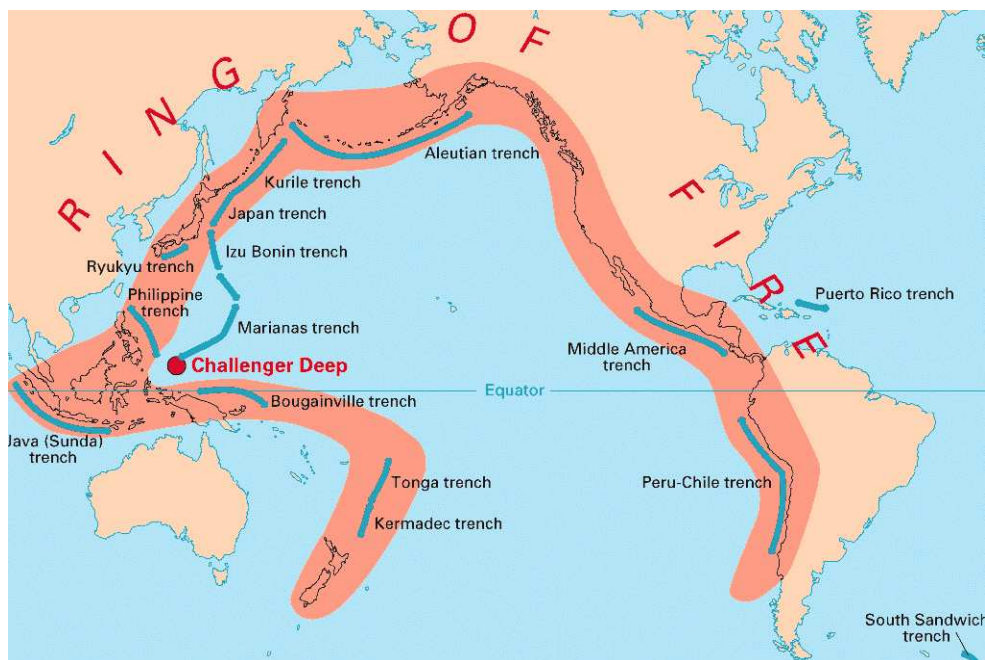 RING OF FIRE
Aleutian trench
Kurile trench
Japan trench
Izu Bonin trench
Ryukyu trench
Philippine
trench
Marianas trench
Challenger Deep
Puerto Rico trench
Middle America
trench
Equator
Bougainville trench
Java (Sunda)
trench
Tonga trench
Peru-Chile trench
Kermadec trench
South Sandwich
trench